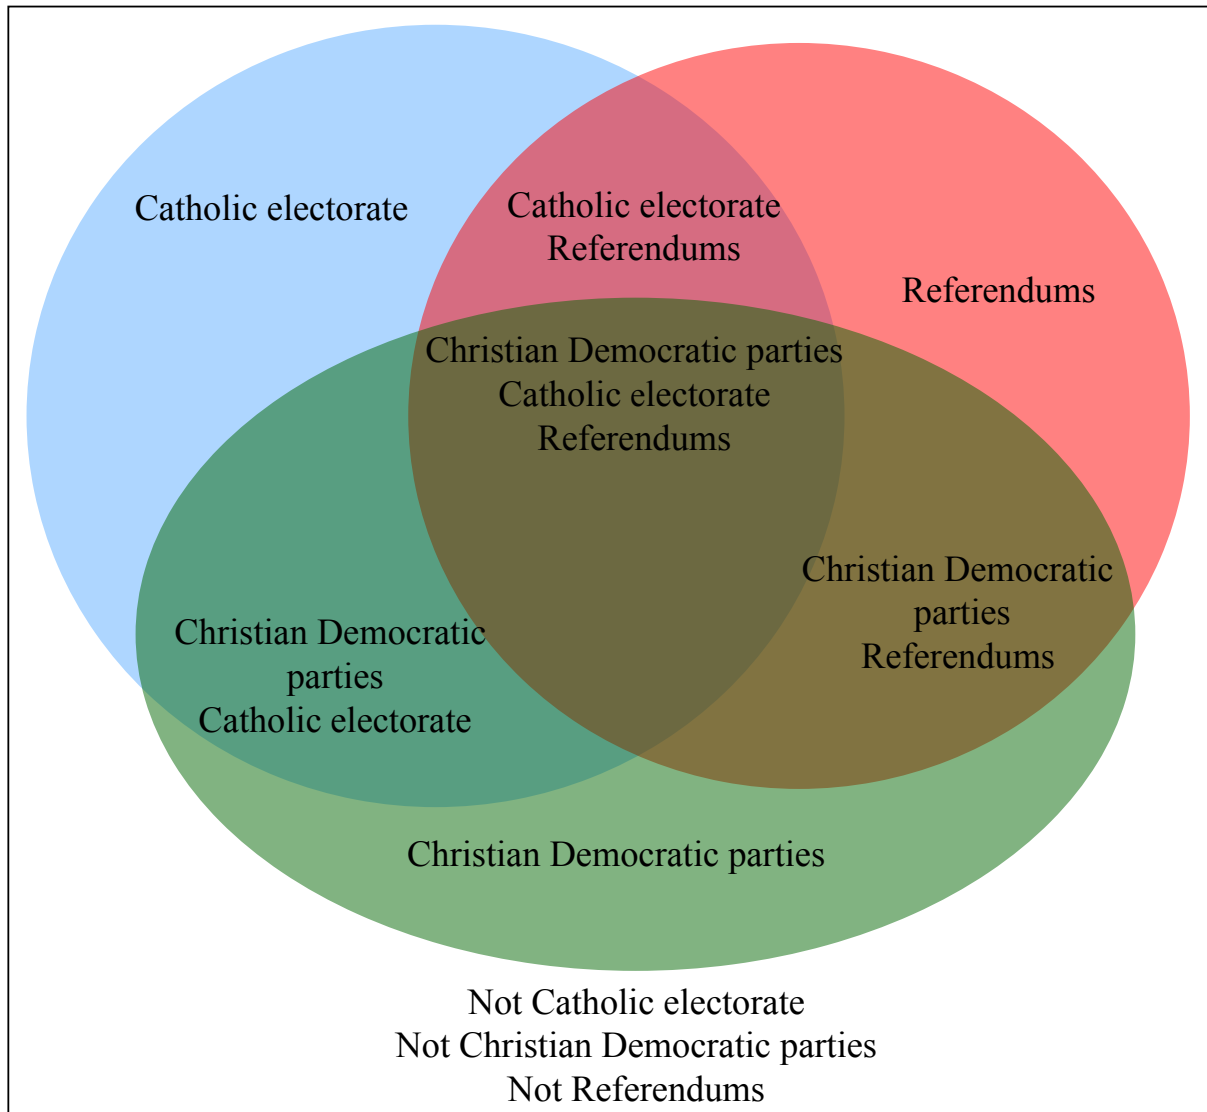 Catholic electorate
Catholic electorate
Referendums
Referendums
Christian Democratic parties
Catholic electorate
Referendums
Christian Democratic
parties
Referendums
Christian Democratic
parties
Catholic electorate
Christian Democratic parties
Not Catholic electorate
Not Christian Democratic parties
Not Referendums